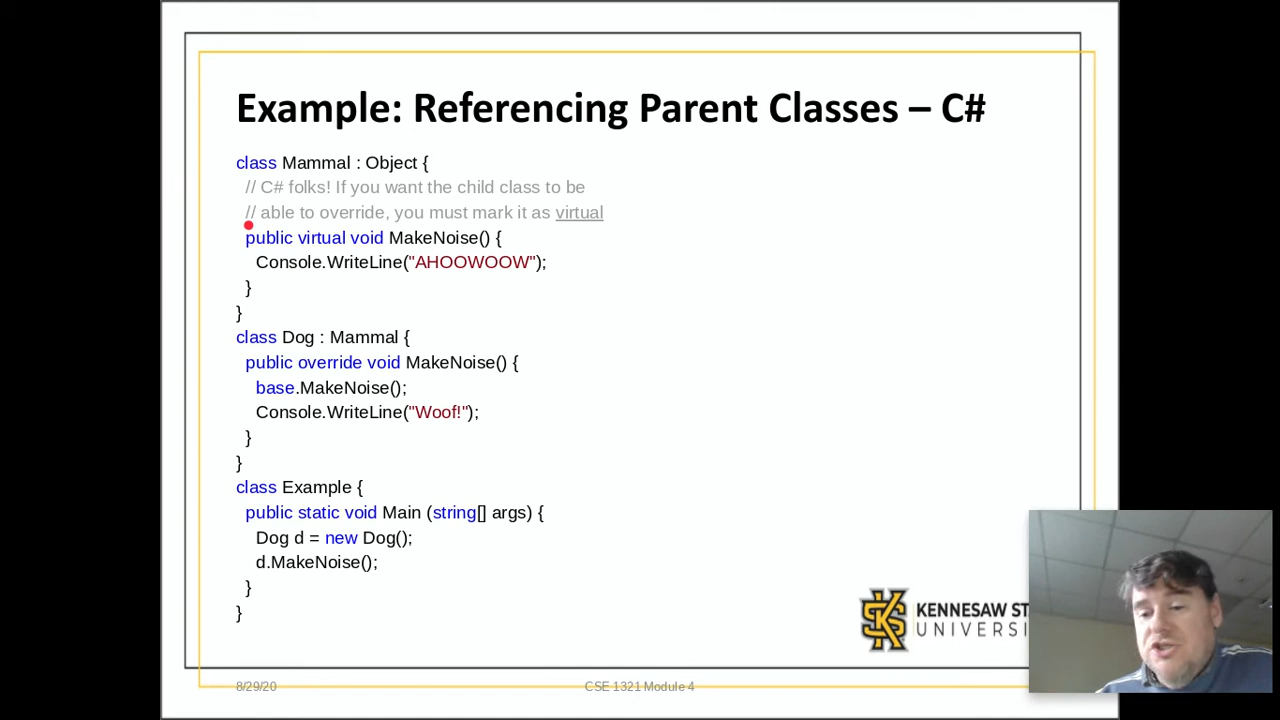 Example: Referencing Parent Classes – C#
class Mammal : Object {
// C# folks! If you want the child class to be
// able to override, you must mark it as virtual
public virtual void MakeNoise() {
Console.WriteLine("AHOOWOOW");
}
}
class Dog : Mammal {
public override void MakeNoise() {
base.MakeNoise();
Console.WriteLine("Woof!");
}
}
class Example {
public static void Main (string[] args) {
Dog d = new Dog();
d.MakeNoise();
}
}
KENNESAW ST
UNIVERSI
8/29/20
CSE 1321 Module 4